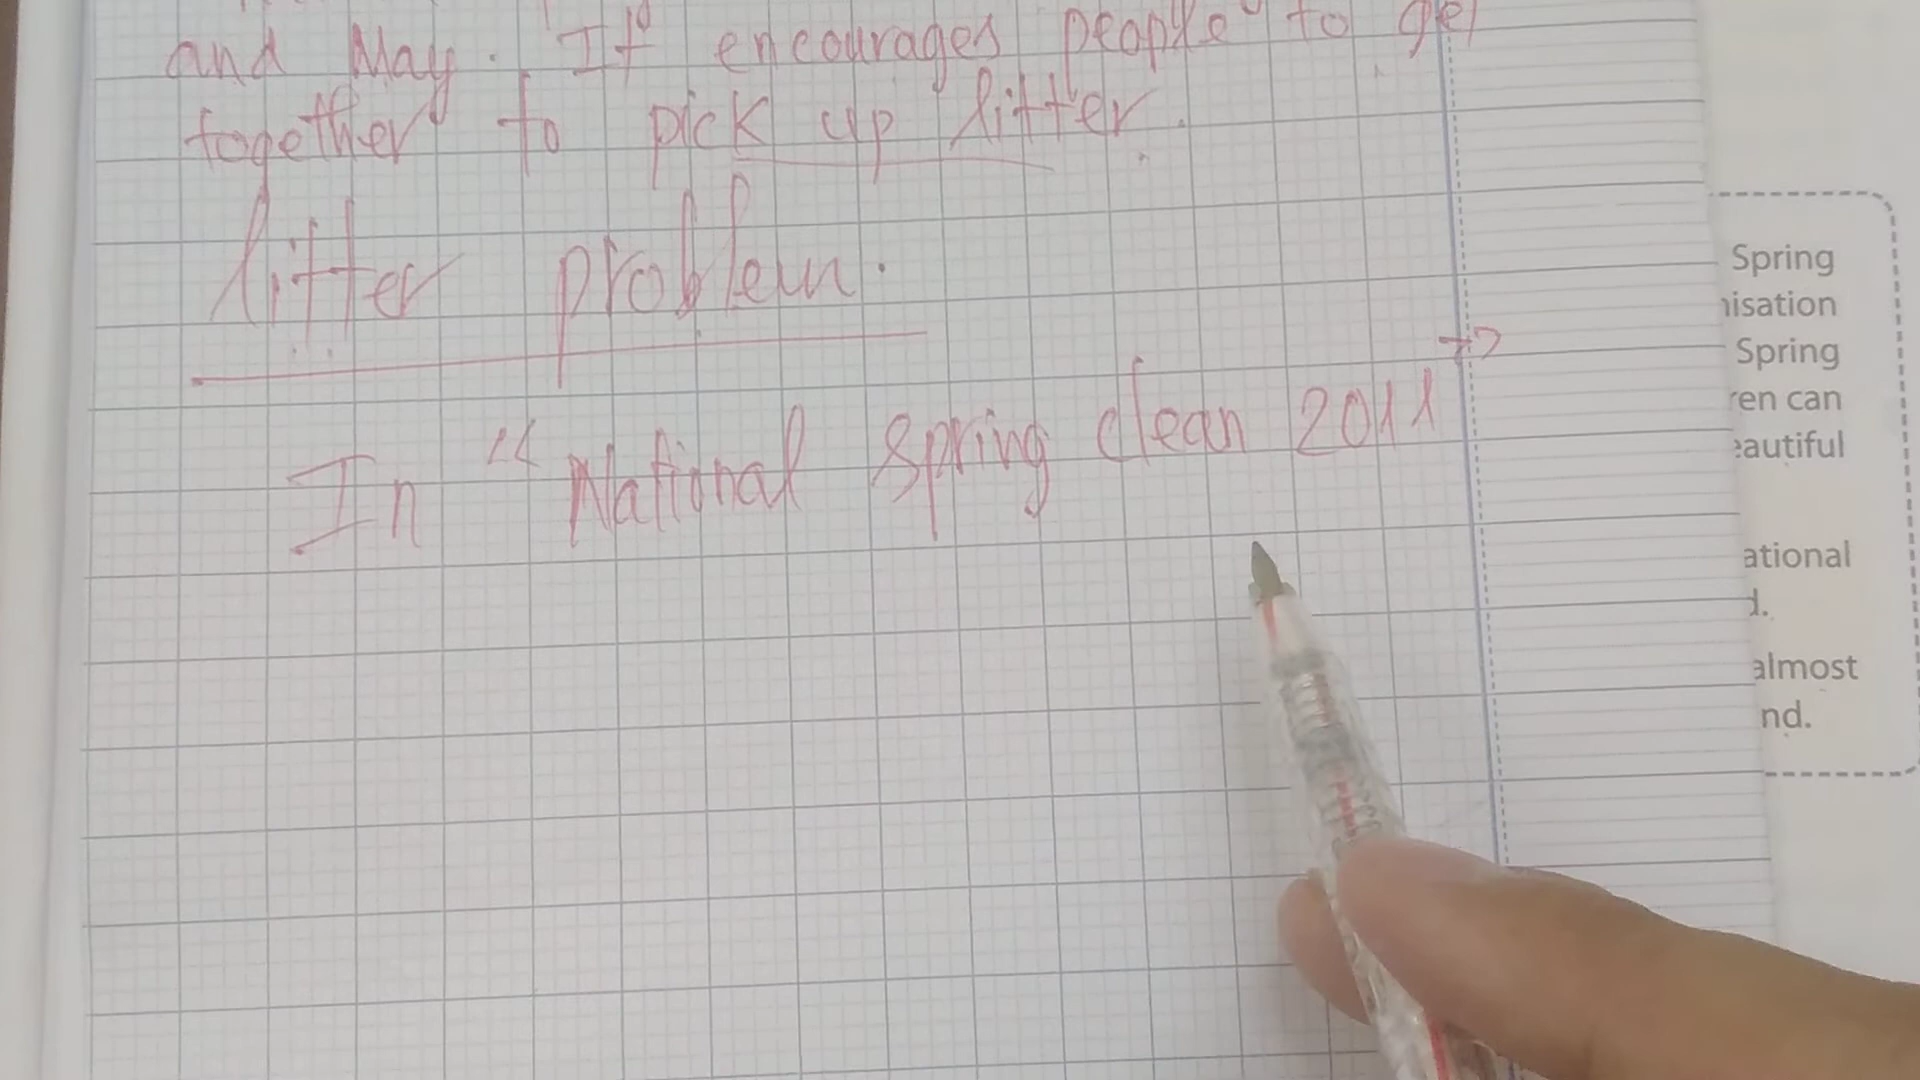 and May. It encourages people to get
together to pick up litter.
litter problem.
In "National Spring clean 2011"
Spring
nisation
Spring
ren can
eautiful
ational
d.
almost
nd.